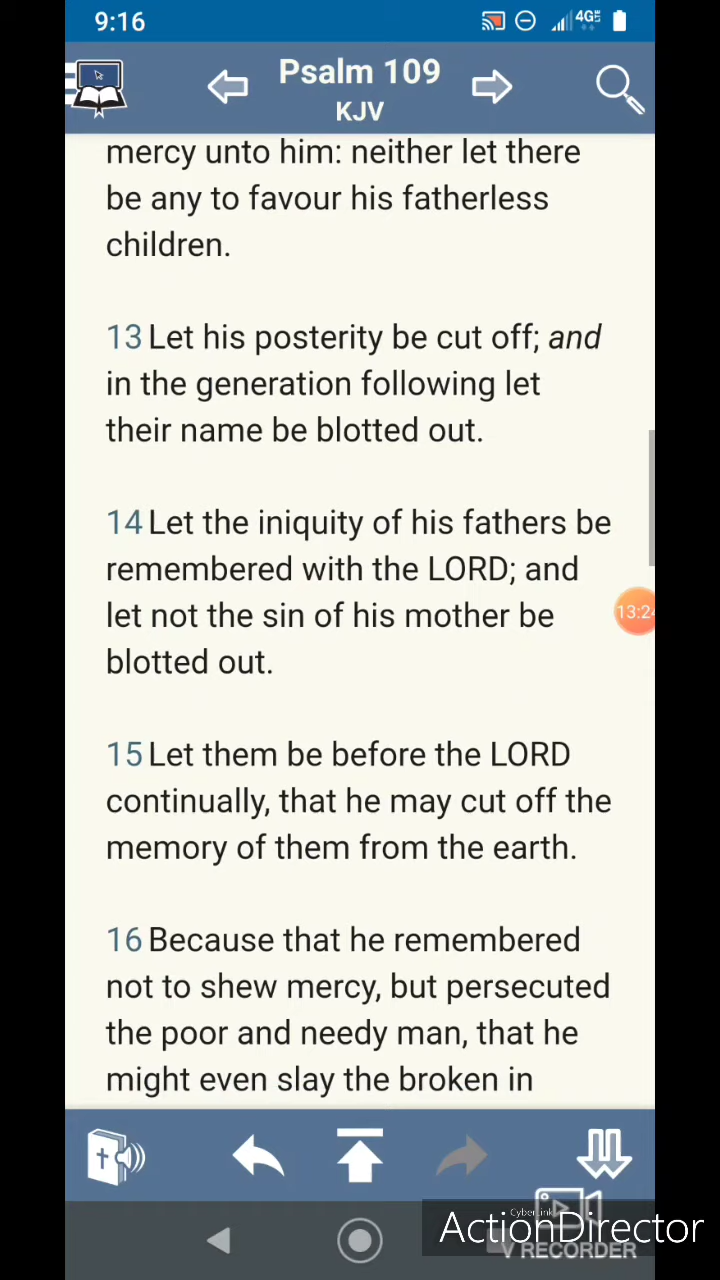 9:16
4G
Psalm 109
KJV
mercy unto him: neither let there
be any to favour his fatherless
children.
13 Let his posterity be cut off; and
in the generation following let
their name be blotted out.
14 Let the iniquity of his fathers be
remembered with the LORD; and
let not the sin of his mother be
blotted out.
13:24
15 Let them be before the LORD
continually, that he may cut off the
memory of them from the earth.
16 Because that he remembered
not to shew mercy, but persecuted
the poor and needy man, that he
might even slay the broken in
CyberLink
ActionDirector
V RECORDER